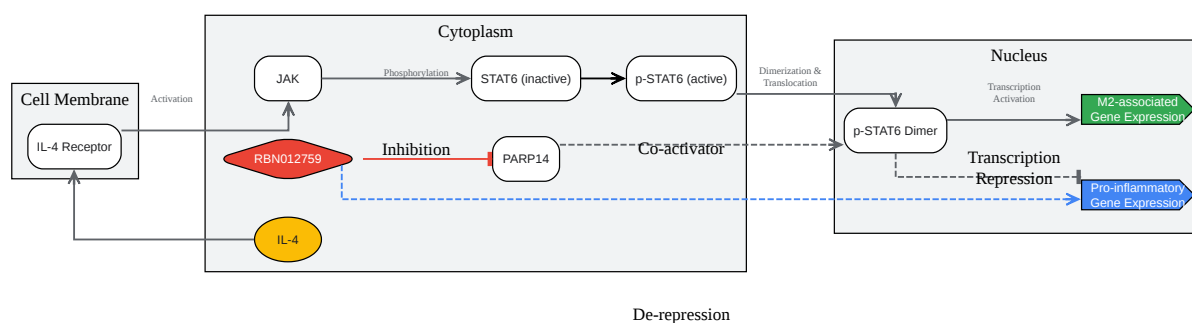 Cytoplasm
Nucleus
Cell Membrane
Activation
JAK
Phosphorylation
STAT6 (inactive)
p-STAT6 (active)
Dimerization &
Translocation
Transcription
Activation
M2-associated
Gene Expression
IL-4 Receptor
RBN012759
Inhibition
PARP14
Co-activator
p-STAT6 Dimer
Transcription
Repression
Pro-inflammatory
Gene Expression
IL-4
De-repression